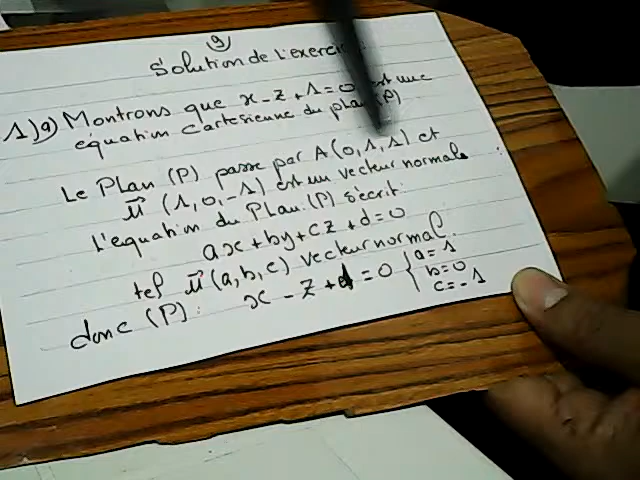 9
Solution de l'exercice
1) a) Montrons que x - z + 1 = 0 est une
équation cartésienne du plan (P)
Le Plan (P) passe par A(0,1,1) et
u⃗ (1,0,-1) est un vecteur normale
l'equation du Plan (P) s'écrit:
ax + by + cz + d = 0
tel u⃗ (a,b,c) vecteur normal.
donc (P): x - z + d = 0 { a = 1
b = 0
c = -1